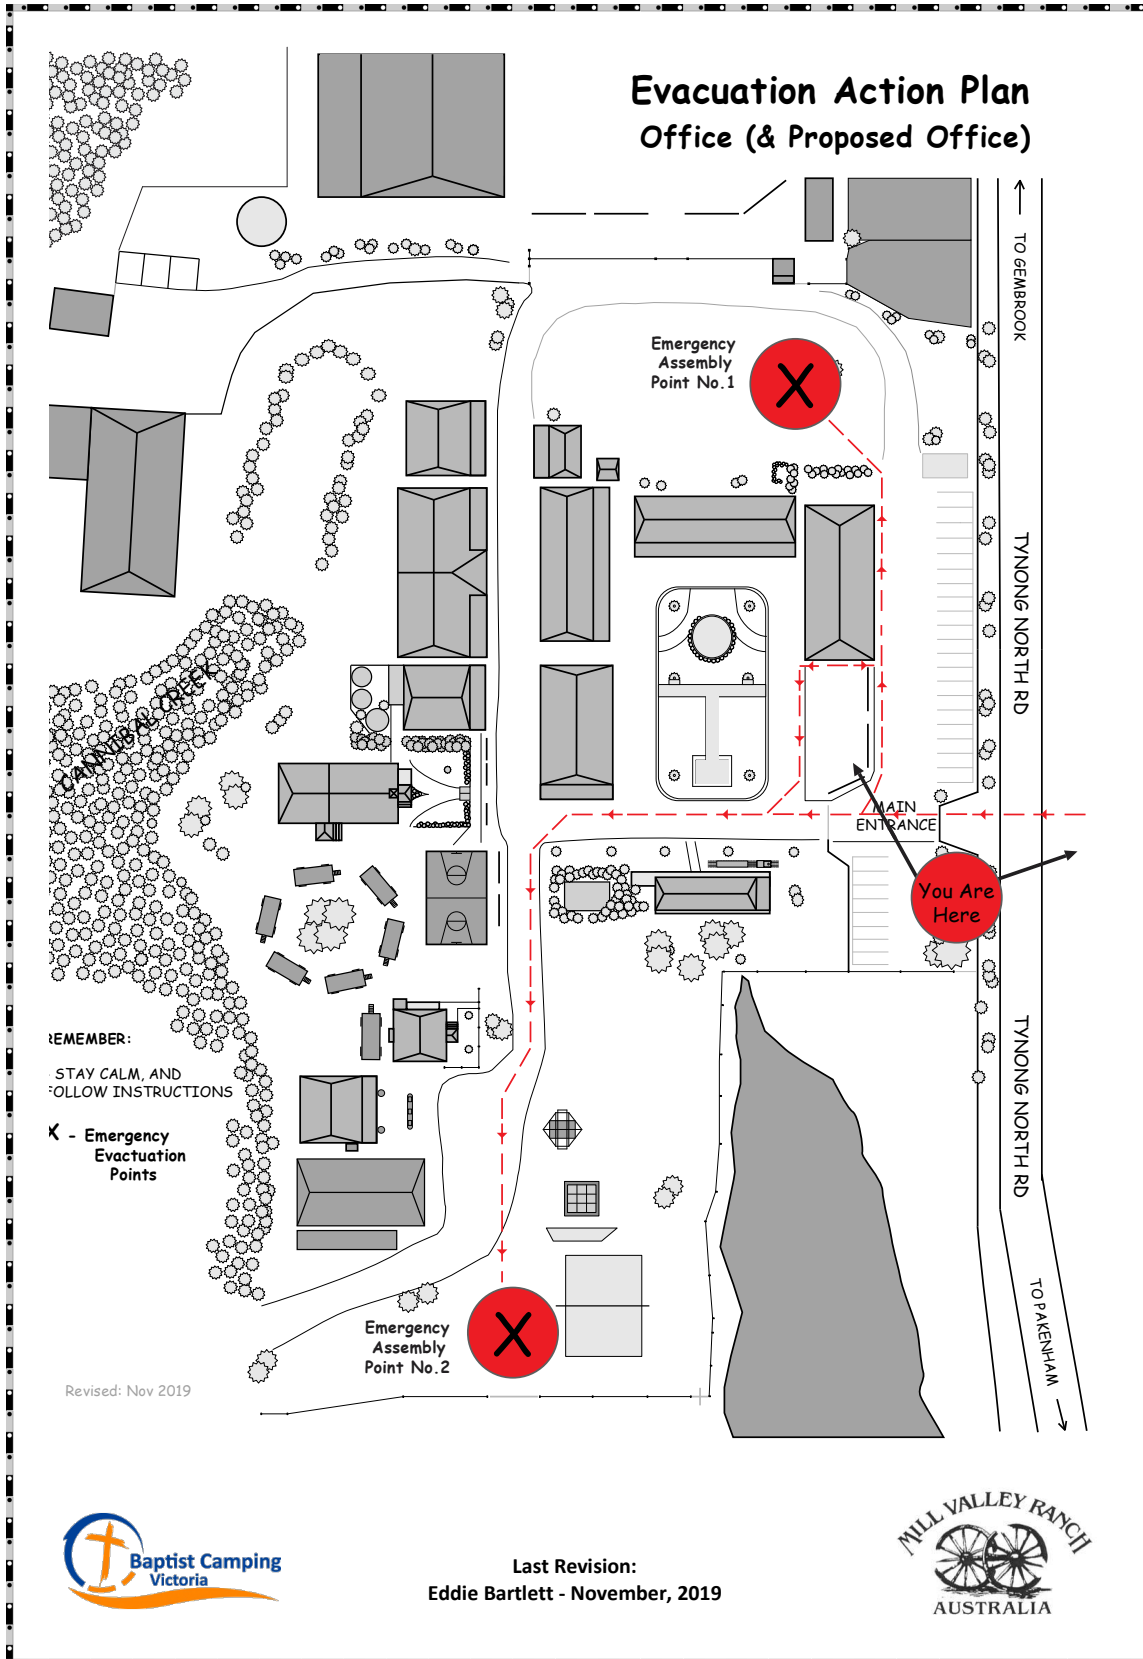 Evacuation Action Plan
Office (& Proposed Office)
TO GEMBROOK
Emergency
Assembly
Point No.1
X
TYNONG NORTH RD
CANNIBAL CREEK
MAIN
ENTRANCE
You Are
Here
REMEMBER:
STAY CALM, AND
FOLLOW INSTRUCTIONS
X - Emergency
Evactuation
Points
TYNONG NORTH RD
TO PAKENHAM
Emergency
Assembly
Point No.2
X
Revised: Nov 2019
Baptist Camping
Victoria
Last Revision:
Eddie Bartlett - November, 2019
MILL VALLEY RANCH
AUSTRALIA